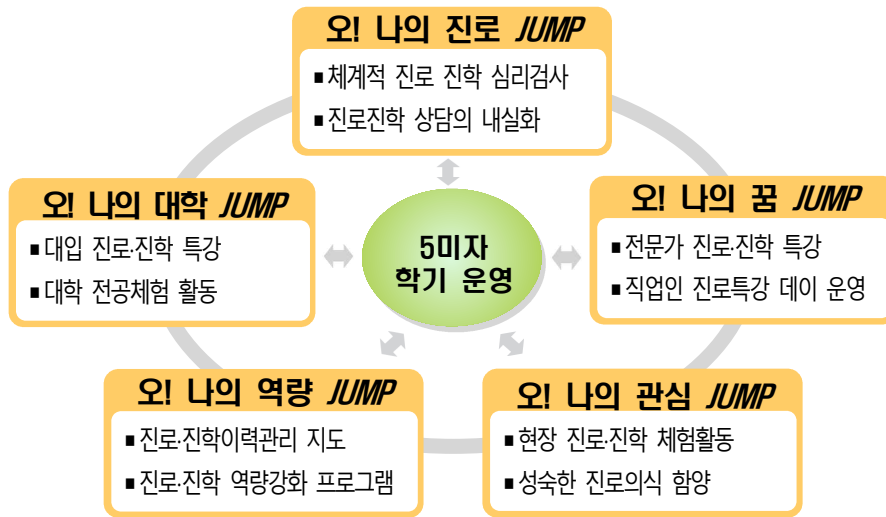 오! 나의 진로 JUMP
▪체계적 진로 진학 심리검사
▪진로진학 상담의 내실화
오! 나의 대학 JUMP
▪대입 진로·진학 특강
▪대학 전공체험 활동
5미자
학기 운영
오! 나의 꿈 JUMP
▪전문가 진로·진학 특강
▪직업인 진로특강 데이 운영
오! 나의 역량 JUMP
▪진로·진학이력관리 지도
▪진로·진학 역량강화 프로그램
오! 나의 관심 JUMP
▪현장 진로·진학 체험활동
▪성숙한 진로의식 함양